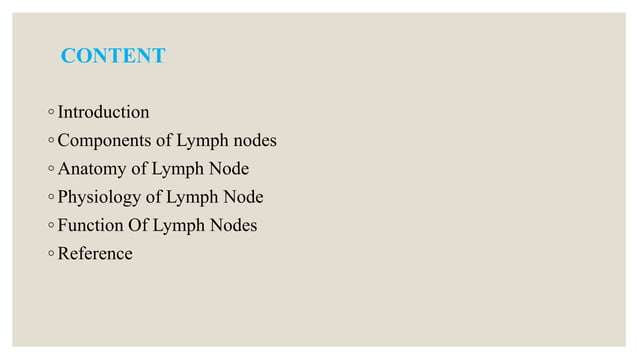 CONTENT
◦ Introduction
◦ Components of Lymph nodes
◦ Anatomy of Lymph Node
◦ Physiology of Lymph Node
◦ Function Of Lymph Nodes
◦ Reference